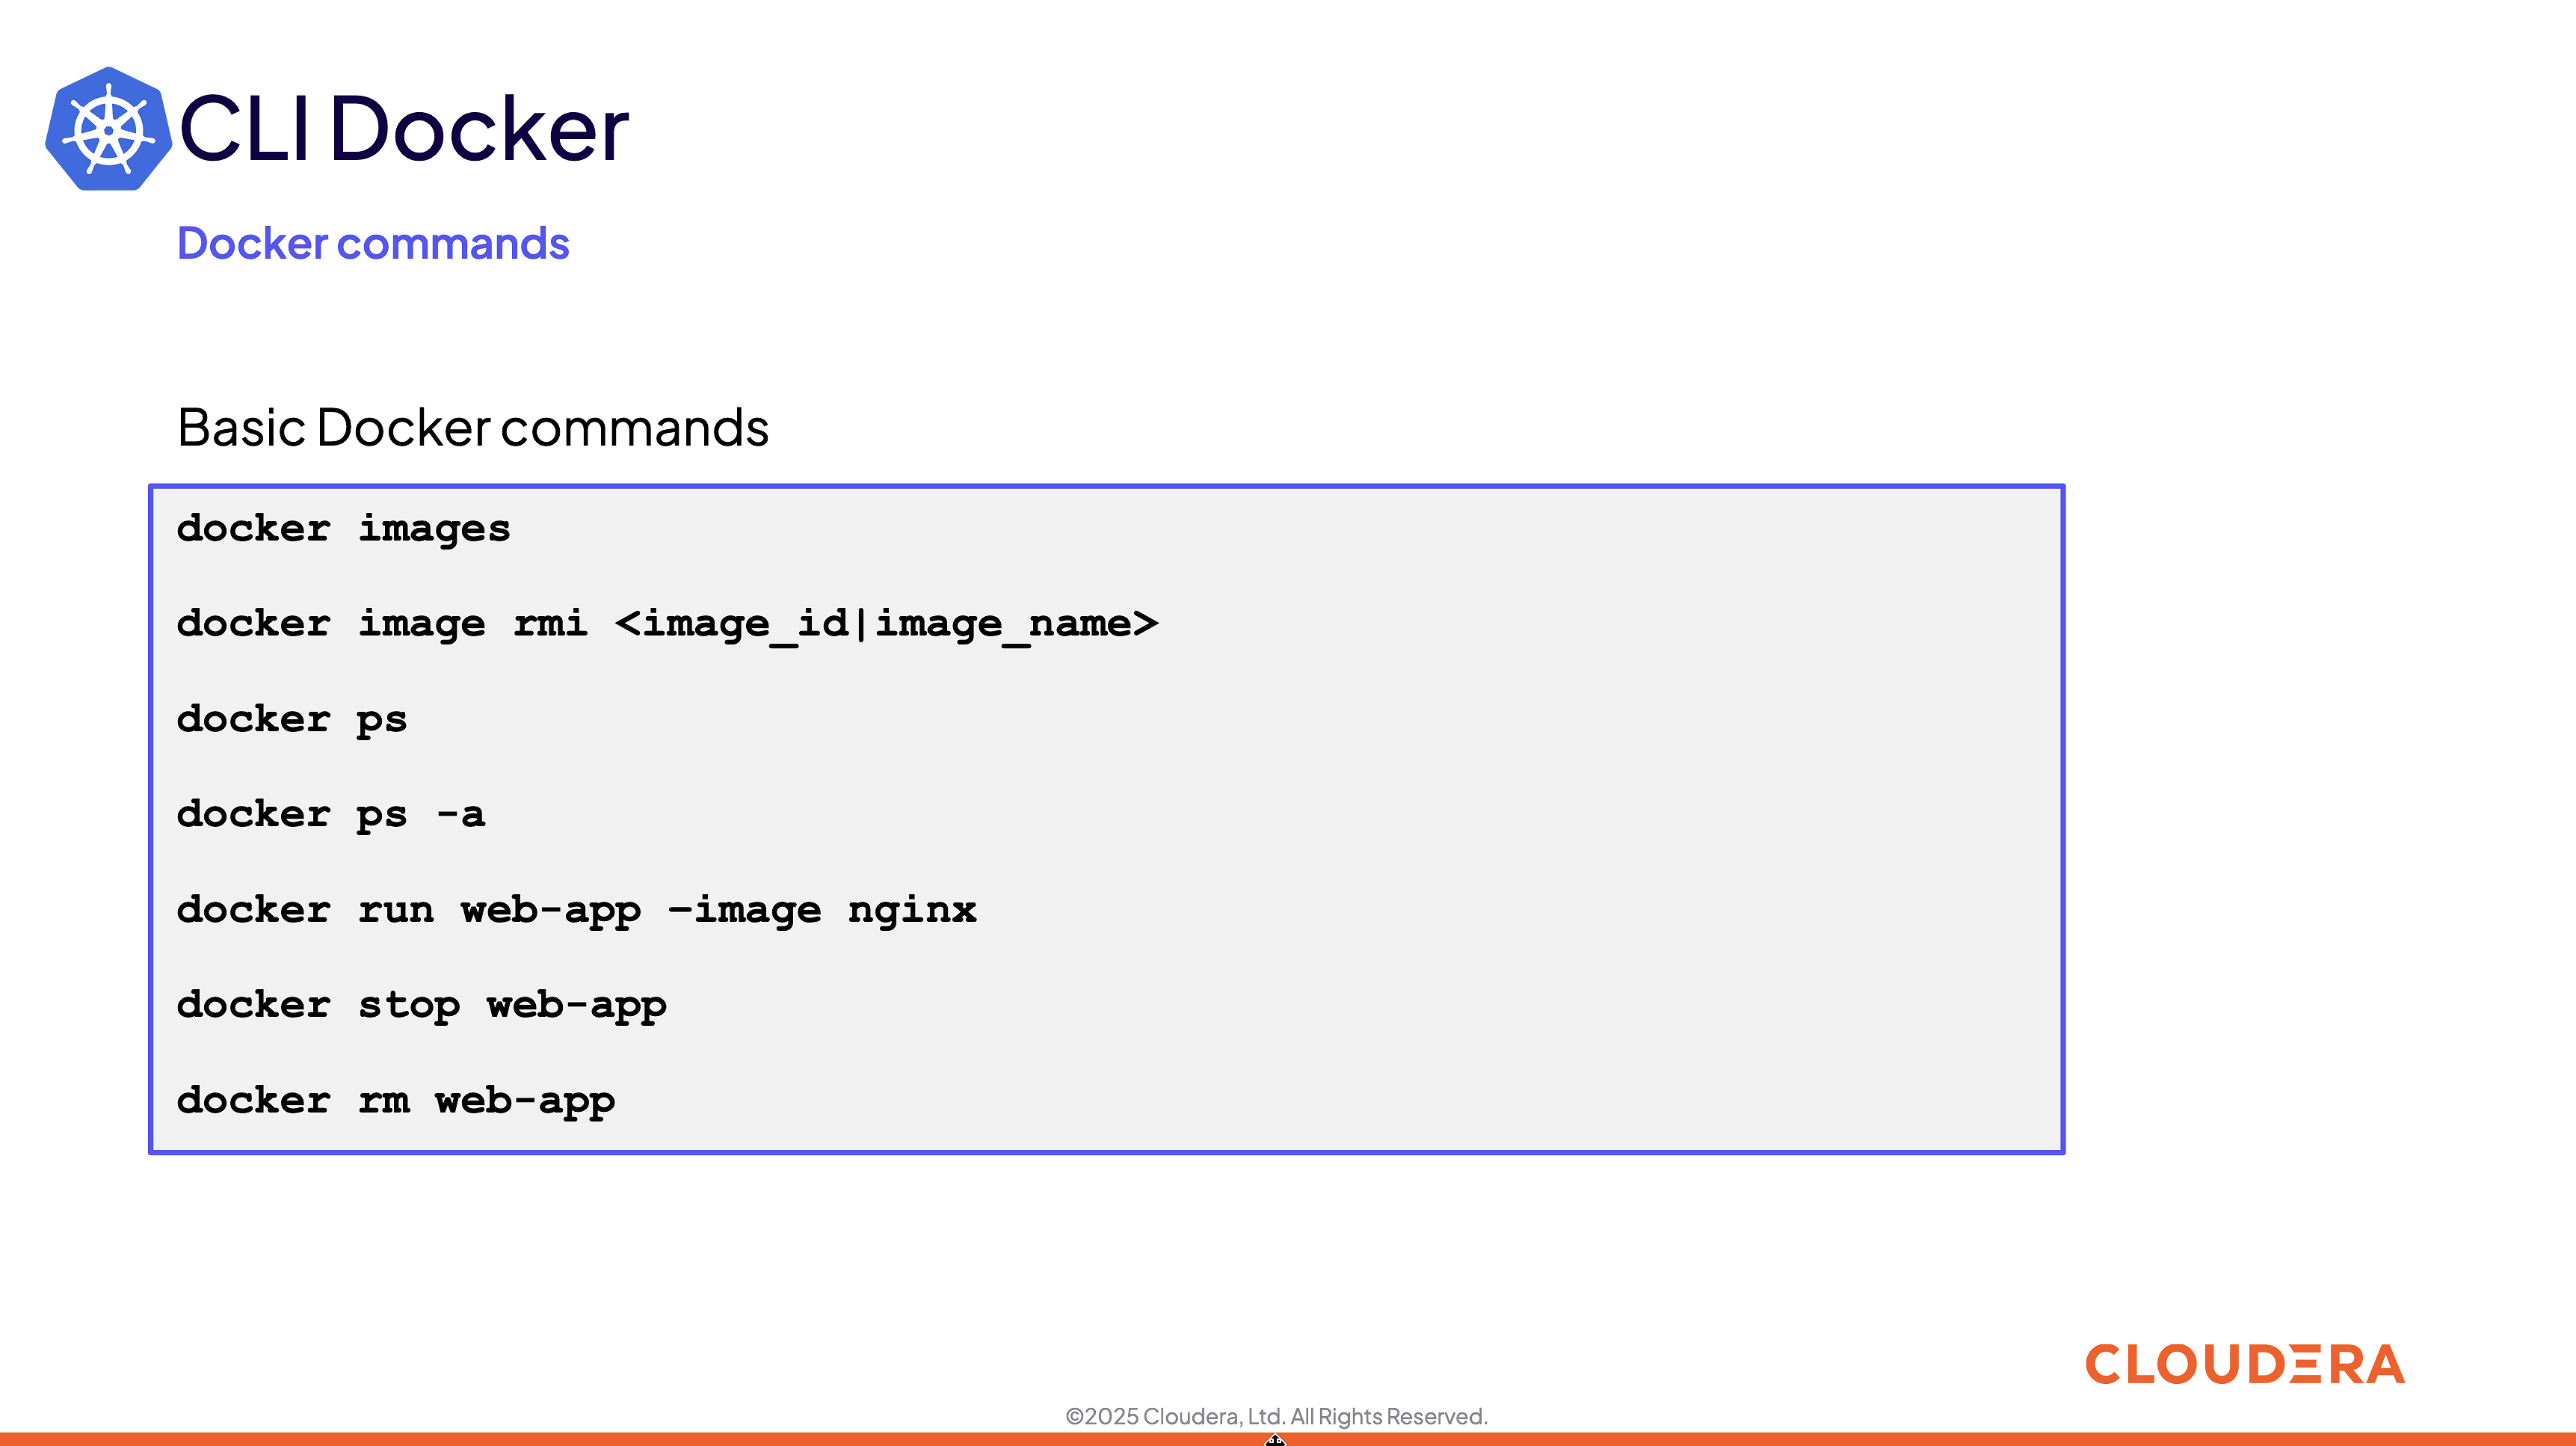 CLI Docker
Docker commands
Basic Docker commands
docker images
docker image rmi <image_id|image_name>
docker ps
docker ps -a
docker run web-app –image nginx
docker stop web-app
docker rm web-app
CLOUDERA
©2025 Cloudera, Ltd. All Rights Reserved.